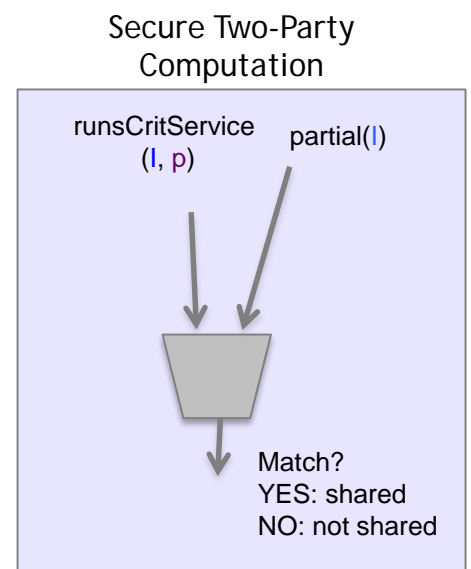 Secure Two-Party
Computation
runsCritService
(I, p)
partial(I)
Match?
YES: shared
NO: not shared